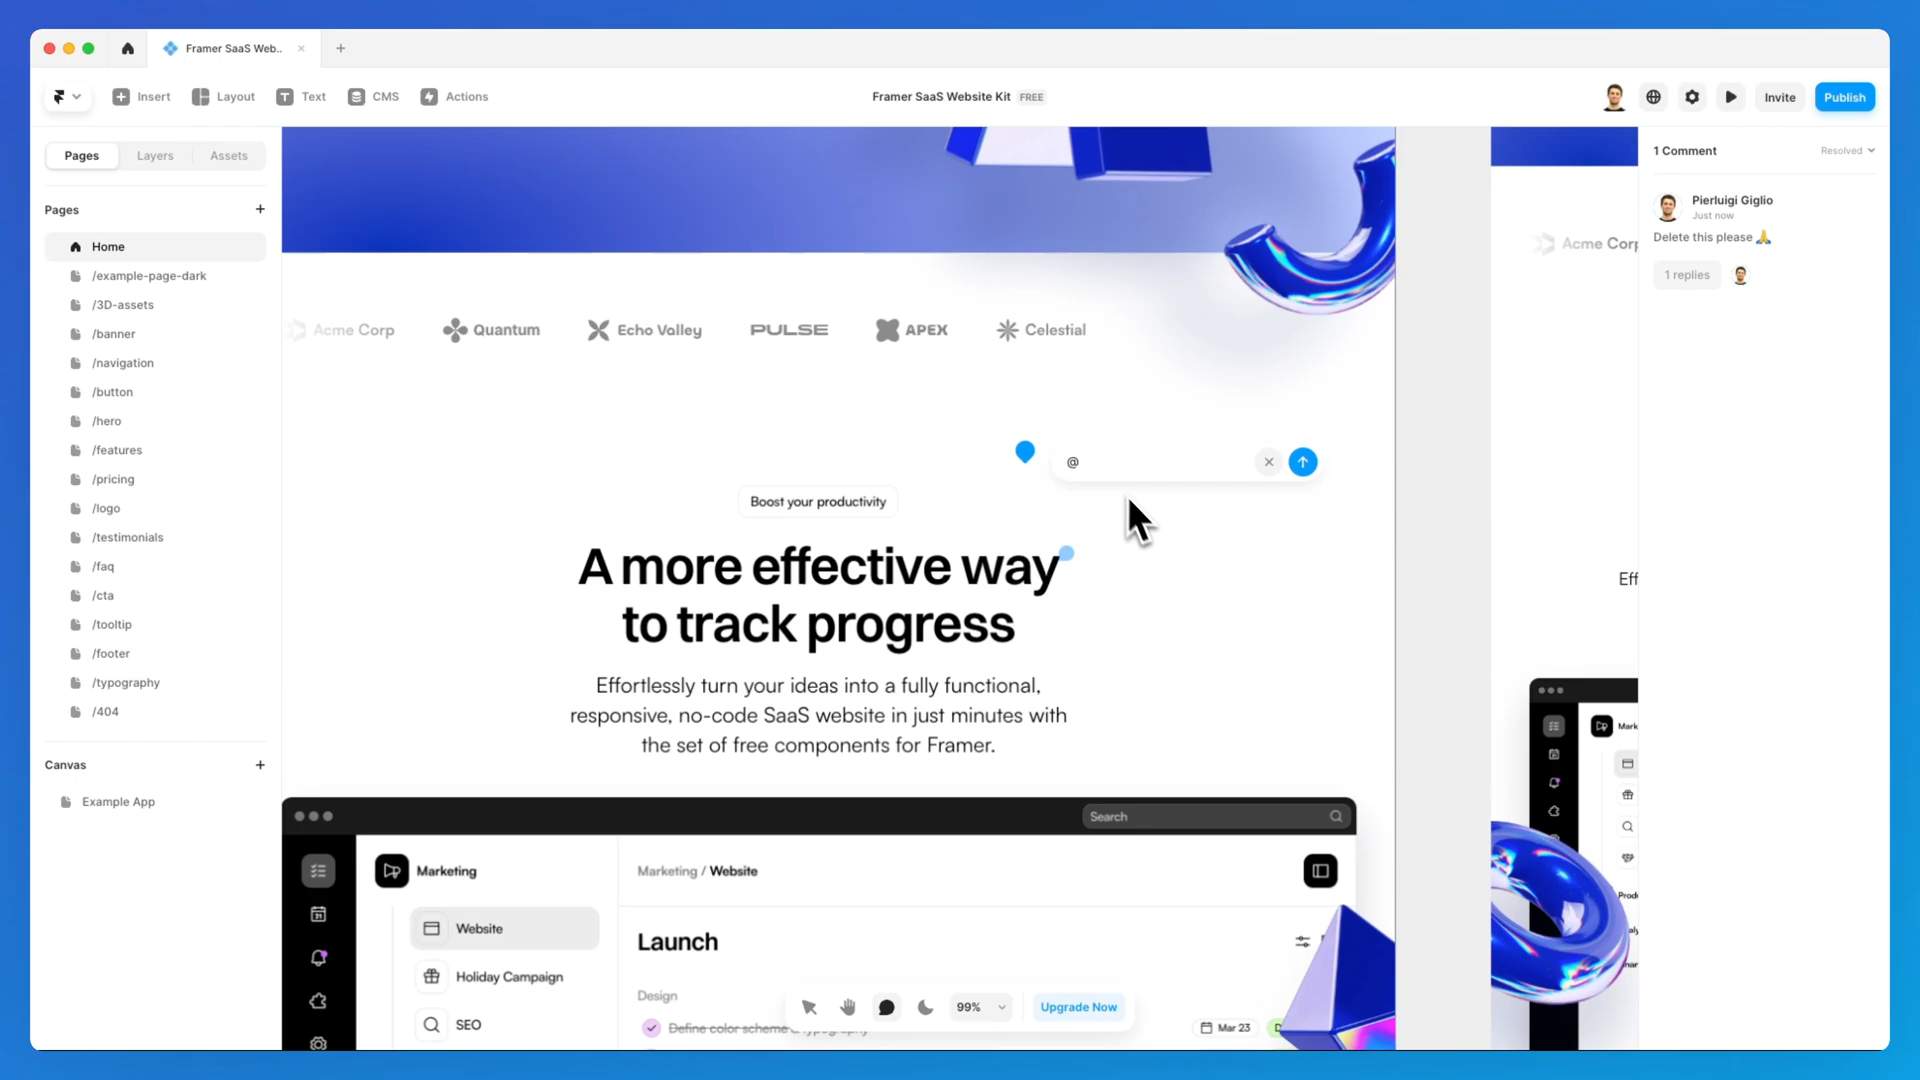 Framer SaaS Web..
Insert
Layout
Text
CMS
Actions
Framer SaaS Website Kit FREE
Invite
Publish
Pages
Layers
Assets
Pages
Home
/example-page-dark
/3D-assets
/banner
/navigation
/button
/hero
/features
/pricing
/logo
/testimonials
/faq
/cta
/tooltip
/footer
/typography
/404
Canvas
Example App
Acme Corp
Quantum
Echo Valley
PULSE
APEX
Celestial
@
Boost your productivity
A more effective way
to track progress
Effortlessly turn your ideas into a fully functional,
responsive, no-code SaaS website in just minutes with
the set of free components for Framer.
Search
Marketing
Website
Holiday Campaign
SEO
Marketing / Website
Launch
Design
Define color scheme & typography
Mar 23
99%
Upgrade Now
Acme Corp
Eff
Mark
Prod
1 Comment
Resolved
Pierluigi Giglio
Just now
Delete this please 🙏
1 replies